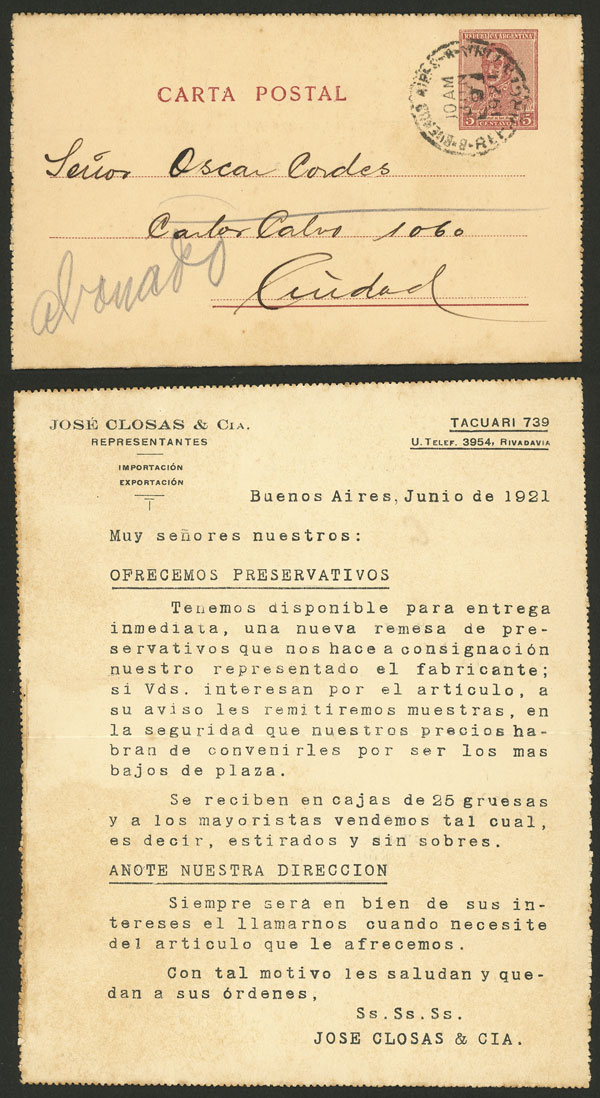 REPUBLICA ARGENTINA
CARTA POSTAL
5 CENTAVOS 5
BUENOS AIRES
10 AM
1921
Señor Oscar Cordes
Carlos Calvo 1060
Ciudad
abonado
JOSÉ CLOSAS & CIA.
REPRESENTANTES
IMPORTACIÓN
EXPORTACIÓN
TACUARI 739
U. TELEF. 3954, RIVADAVIA
Buenos Aires, Junio de 1921
Muy señores nuestros:
OFRECEMOS PRESERVATIVOS
Tenemos disponible para entrega
inmediata, una nueva remesa de pre-
servativos que nos hace a consignación
nuestro representado el fabricante;
si Vds. interesan por el articulo, a
su aviso les remitiremos muestras, en
la seguridad que nuestros precios ha-
bran de convenirles por ser los mas
bajos de plaza.
Se reciben en cajas de 25 gruesas
y a los mayoristas vendemos tal cual,
es decir, estirados y sin sobres.
ANOTE NUESTRA DIRECCION
Siempre será en bien de sus in-
tereses el llamarnos cuando necesite
del articulo que le afrecemos.
Con tal motivo les saludan y que-
dan a sus órdenes,
Ss. Ss. Ss.
JOSE CLOSAS & CIA.